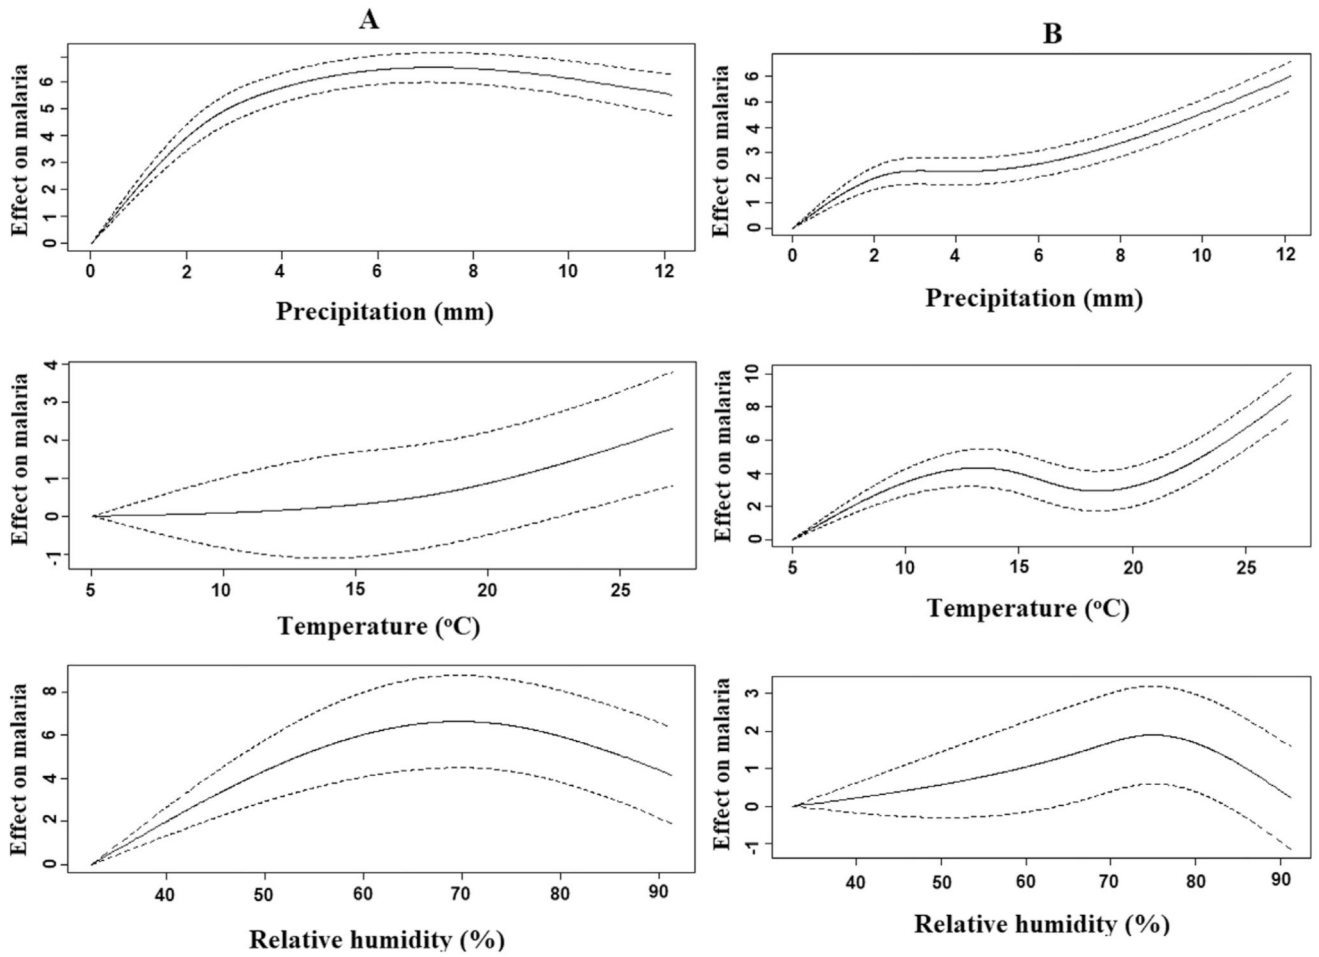 A
B
Effect on malaria
0 1 2 3 4 5 6
0 2 4 6 8 10 12
Precipitation (mm)
Effect on malaria
0 1 2 3 4 5 6
0 2 4 6 8 10 12
Precipitation (mm)
Effect on malaria
-1 0 1 2 3 4
5 10 15 20 25
Temperature (°C)
Effect on malaria
0 2 4 6 8 10
5 10 15 20 25
Temperature (°C)
Effect on malaria
0 2 4 6 8
40 50 60 70 80 90
Relative humidity (%)
Effect on malaria
-1 0 1 2 3
40 50 60 70 80 90
Relative humidity (%)